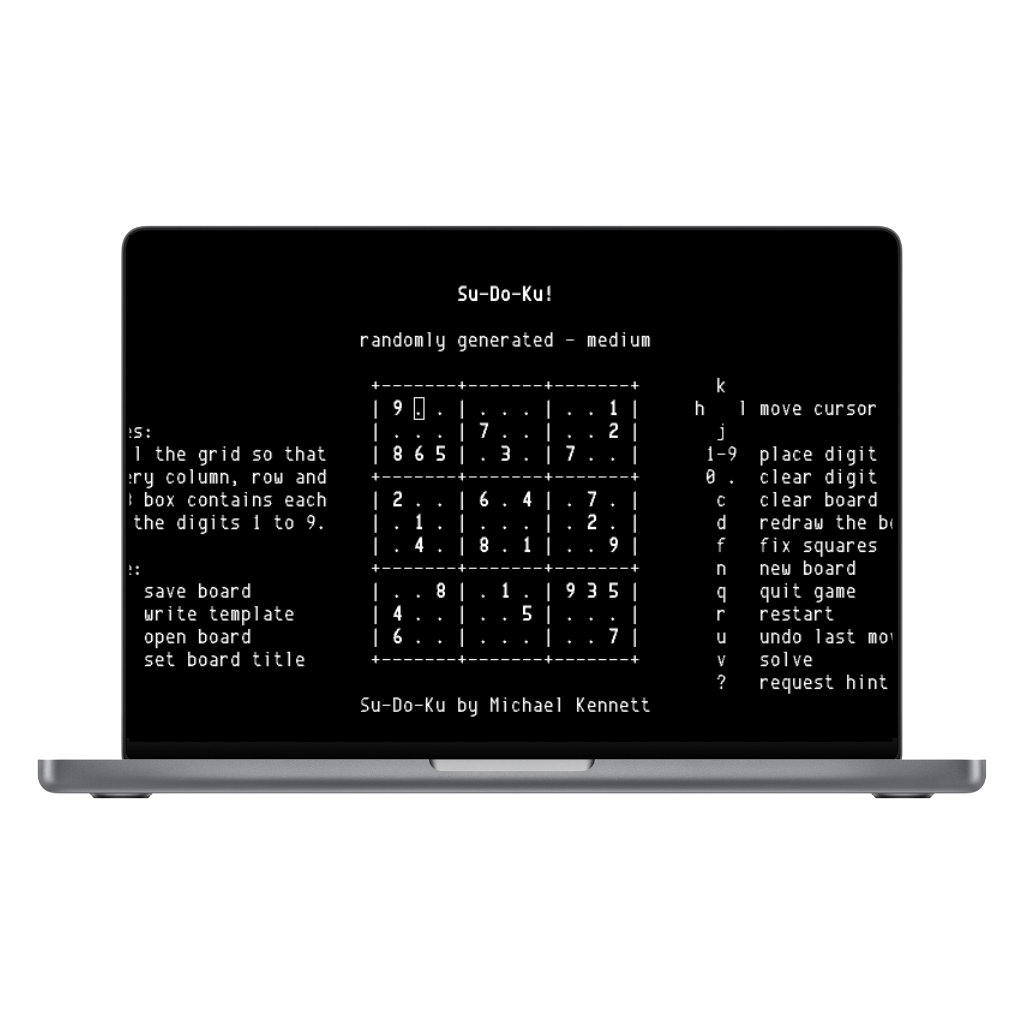 Su-Do-Ku!
randomly generated - medium
+-------+-------+-------+ k
| 9 . . | . . . | . . 1 | h l move cursor
s: | . . . | 7 . . | . . 2 | j
l the grid so that | 8 6 5 | . 3 . | 7 . . | 1-9 place digit
ry column, row and +-------+-------+-------+ 0 . clear digit
box contains each | 2 . . | 6 . 4 | . 7 . | c clear board
the digits 1 to 9. | . 1 . | . . . | . 2 . | d redraw the b
| . 4 . | 8 . 1 | . . 9 | f fix squares
: +-------+-------+-------+ n new board
save board | . . 8 | . 1 . | 9 3 5 | q quit game
write template | 4 . . | . . 5 | . . . | r restart
open board | 6 . . | . . . | . . 7 | u undo last mo
set board title +-------+-------+-------+ v solve
? request hint
Su-Do-Ku by Michael Kennett